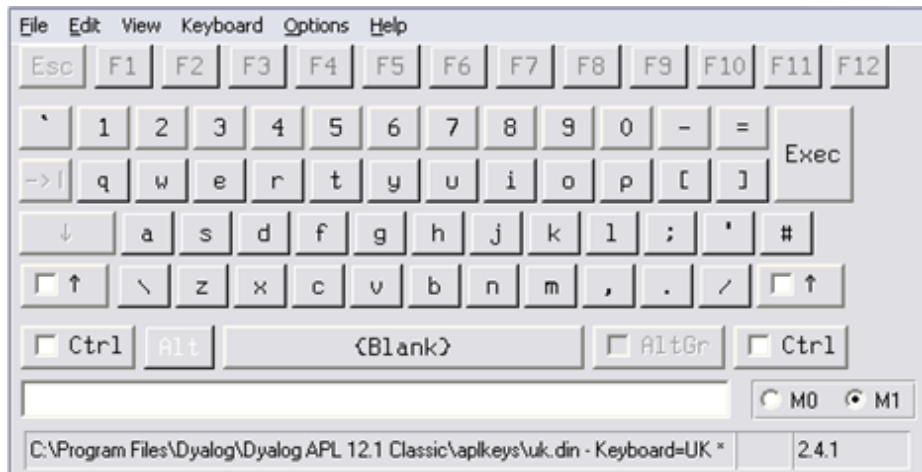 File Edit View Keyboard Options Help
Esc F1 F2 F3 F4 F5 F6 F7 F8 F9 F10 F11 F12
` 1 2 3 4 5 6 7 8 9 0 - = Exec
->| q w e r t y u i o p [ ]
↓ a s d f g h j k l ; ' #
↑ \ z x c v b n m , . / ↑
Ctrl Alt {Blank} AltGr Ctrl
M0 M1
C:\Program Files\Dyalog\Dyalog APL 12.1 Classic\aplkeys\uk.din - Keyboard=UK * 2.4.1